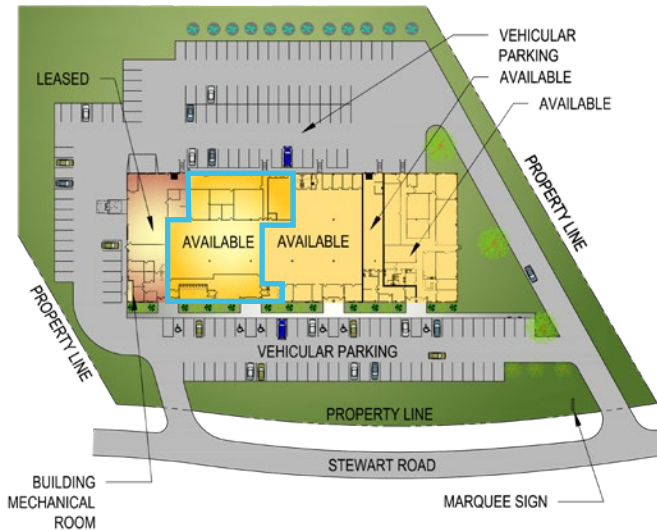 VEHICULAR
PARKING
LEASED
AVAILABLE
AVAILABLE
PROPERTY LINE
AVAILABLE
AVAILABLE
PROPERTY LINE
VEHICULAR PARKING
PROPERTY LINE
STEWART ROAD
BUILDING
MECHANICAL
ROOM
MARQUEE SIGN